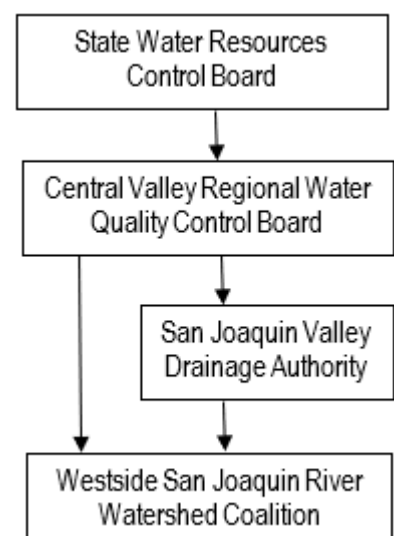 State Water Resources
Control Board
Central Valley Regional Water
Quality Control Board
San Joaquin Valley
Drainage Authority
Westside San Joaquin River
Watershed Coalition